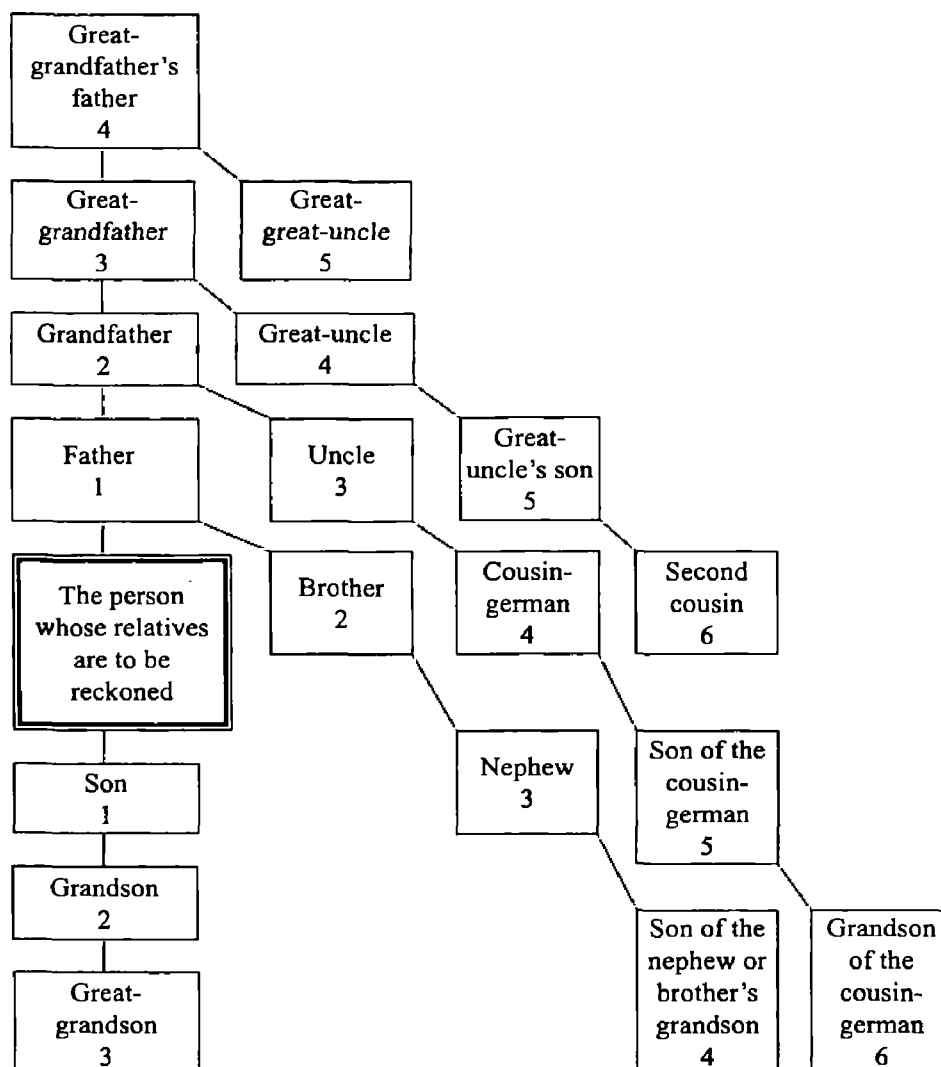 Great-
grandfather's
father
4
Great-
grandfather
3
Great-
great-uncle
5
Grandfather
2
Great-uncle
4
Father
1
Uncle
3
Great-
uncle's son
5
The person
whose relatives
are to be
reckoned
Brother
2
Cousin-
german
4
Second
cousin
6
Son
1
Nephew
3
Son of the
cousin-
german
5
Grandson
2
Great-
grandson
3
Son of the
nephew or
brother's
grandson
4
Grandson
of the
cousin-
german
6